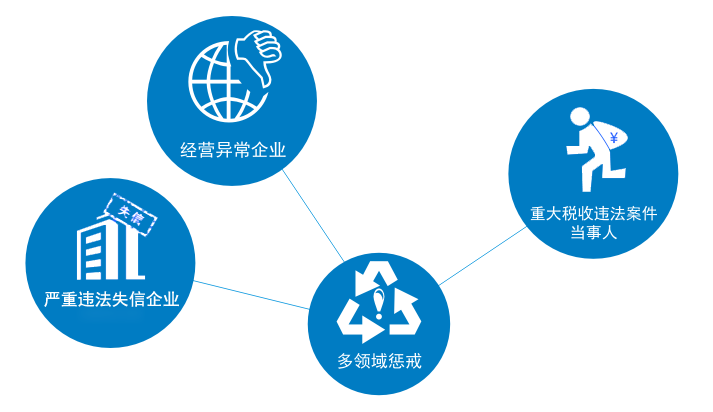 经营异常企业
¥
重大税收违法案件
当事人
失信
严重违法失信企业
多领域惩戒